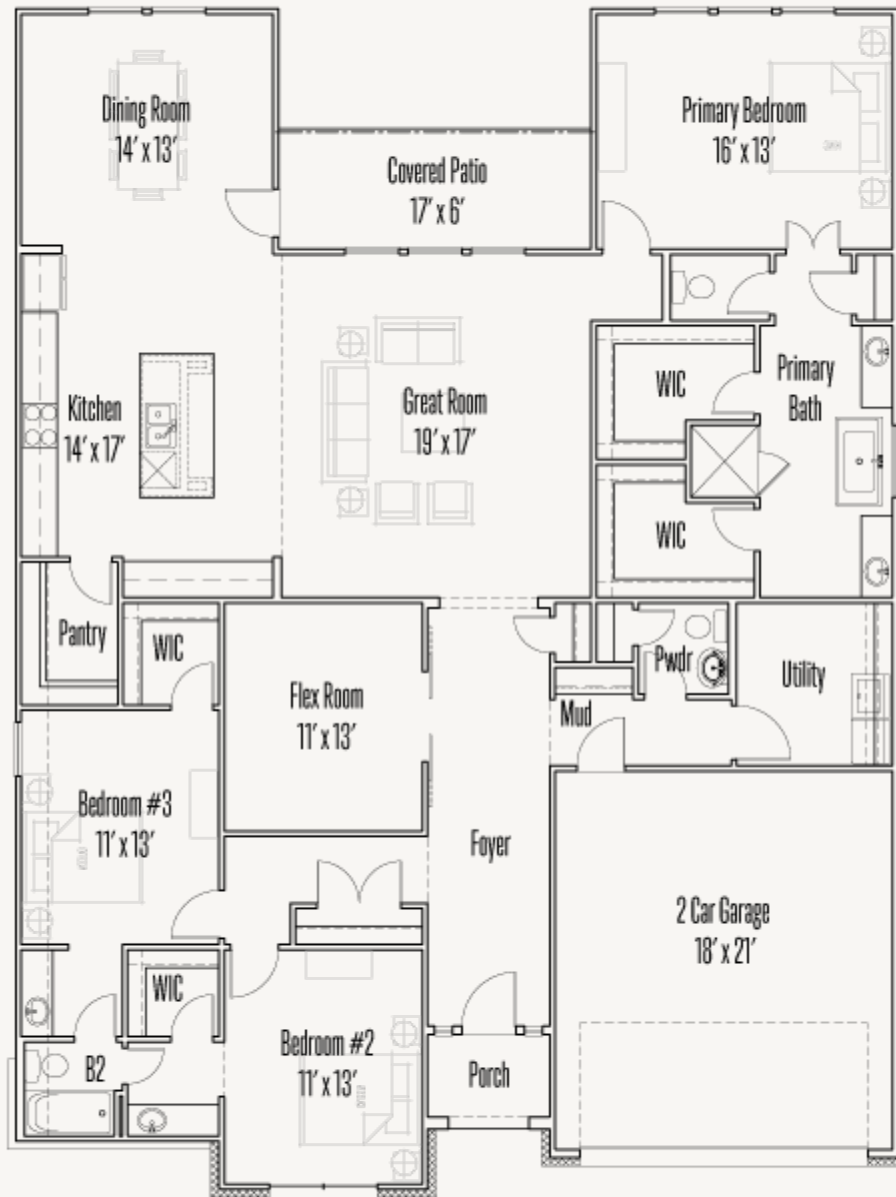 Dining Room
14' x 13'
Primary Bedroom
16' x 13'
Covered Patio
17' x 6'
Kitchen
14' x 17'
Great Room
19' x 17'
WIC
Primary
Bath
WIC
Pantry
WIC
Flex Room
11' x 13'
Pwdr
Utility
Mud
Bedroom #3
11' x 13'
Foyer
2 Car Garage
18' x 21'
WIC
Bedroom #2
11' x 13'
B2
Porch